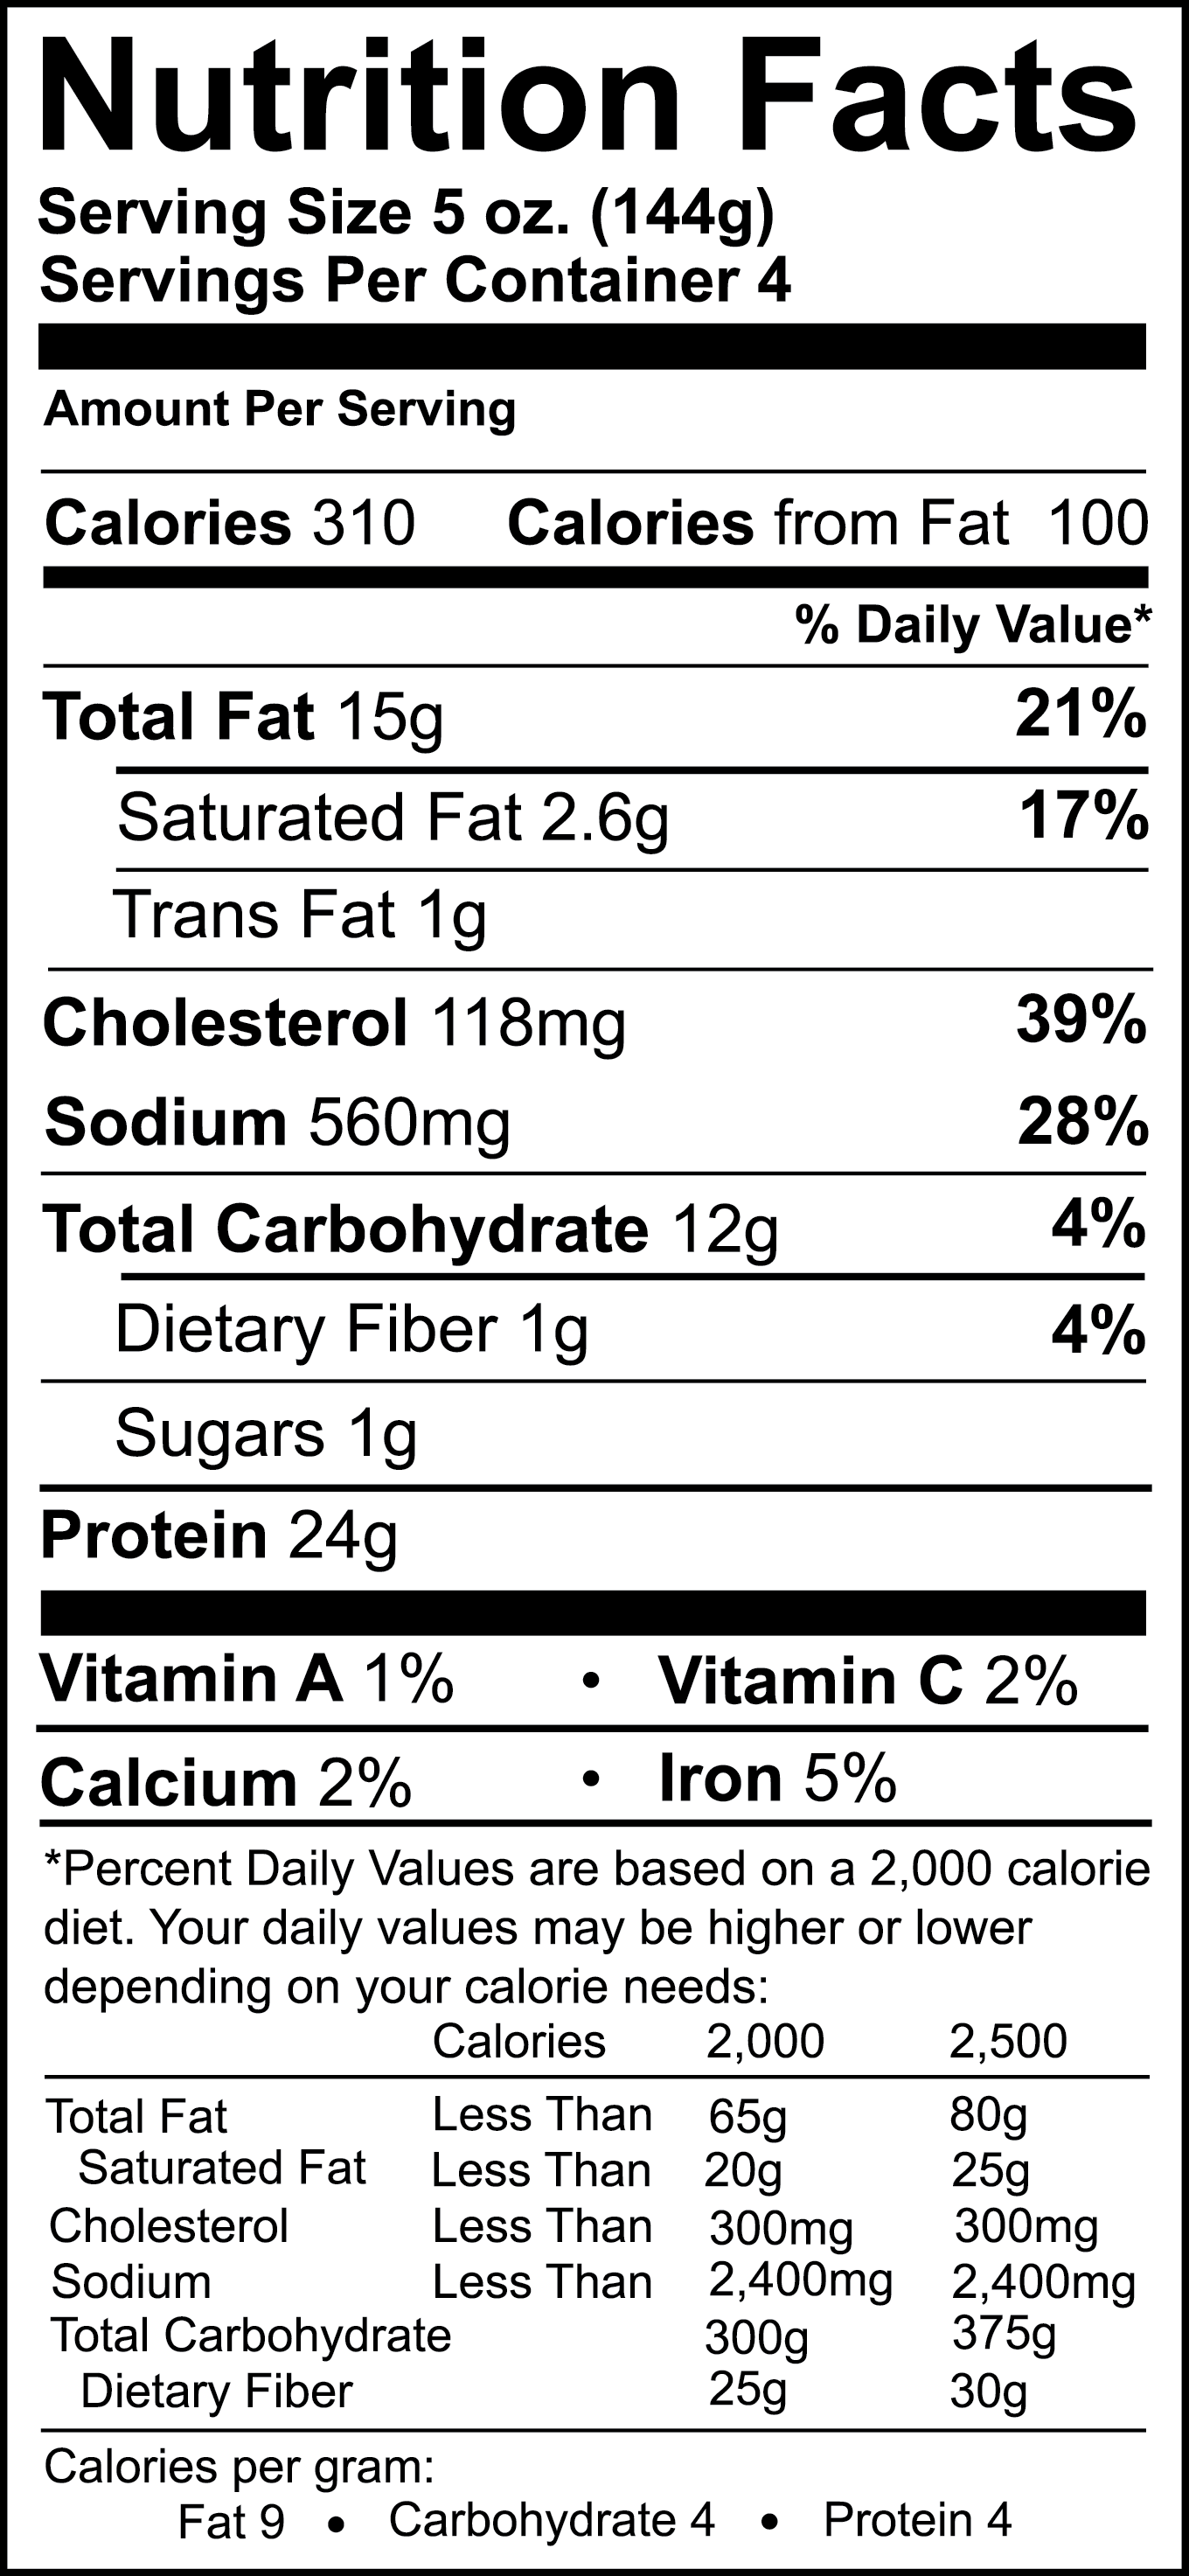 Nutrition Facts
Serving Size 5 oz. (144g)
Servings Per Container 4
Amount Per Serving
Calories 310 Calories from Fat 100
% Daily Value*
Total Fat 15g 21%
Saturated Fat 2.6g 17%
Trans Fat 1g
Cholesterol 118mg 39%
Sodium 560mg 28%
Total Carbohydrate 12g 4%
Dietary Fiber 1g 4%
Sugars 1g
Protein 24g
Vitamin A 1% • Vitamin C 2%
Calcium 2% • Iron 5%
*Percent Daily Values are based on a 2,000 calorie
diet. Your daily values may be higher or lower
depending on your calorie needs:
Calories 2,000 2,500
Total Fat Less Than 65g 80g
Saturated Fat Less Than 20g 25g
Cholesterol Less Than 300mg 300mg
Sodium Less Than 2,400mg 2,400mg
Total Carbohydrate 300g 375g
Dietary Fiber 25g 30g
Calories per gram:
Fat 9 • Carbohydrate 4 • Protein 4